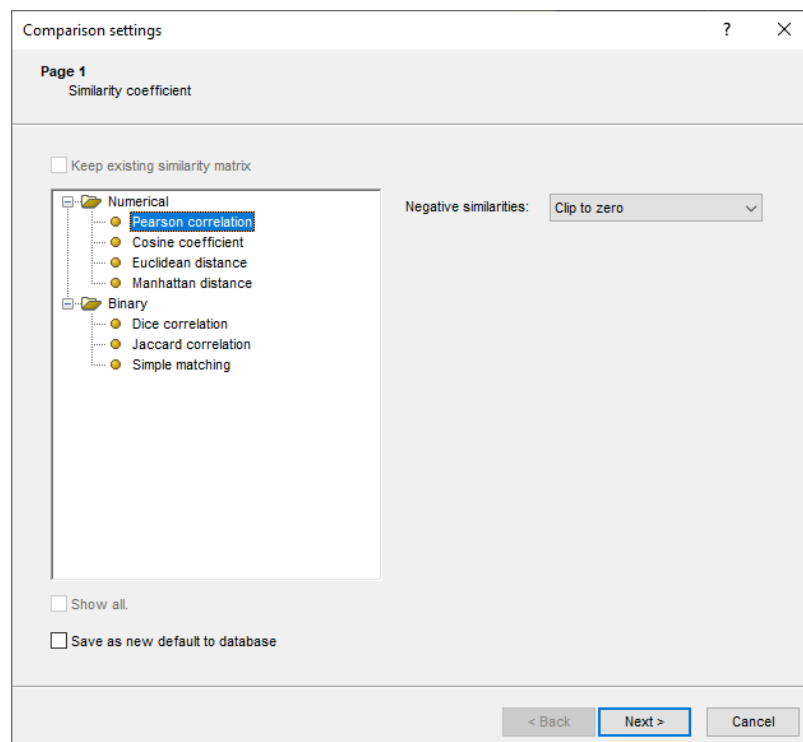 Comparison settings ?
Page 1
Similarity coefficient
Keep existing similarity matrix
Numerical
Pearson correlation
Cosine coefficient
Euclidean distance
Manhattan distance
Binary
Dice correlation
Jaccard correlation
Simple matching
Negative similarities: Clip to zero
Show all.
Save as new default to database
< Back Next > Cancel